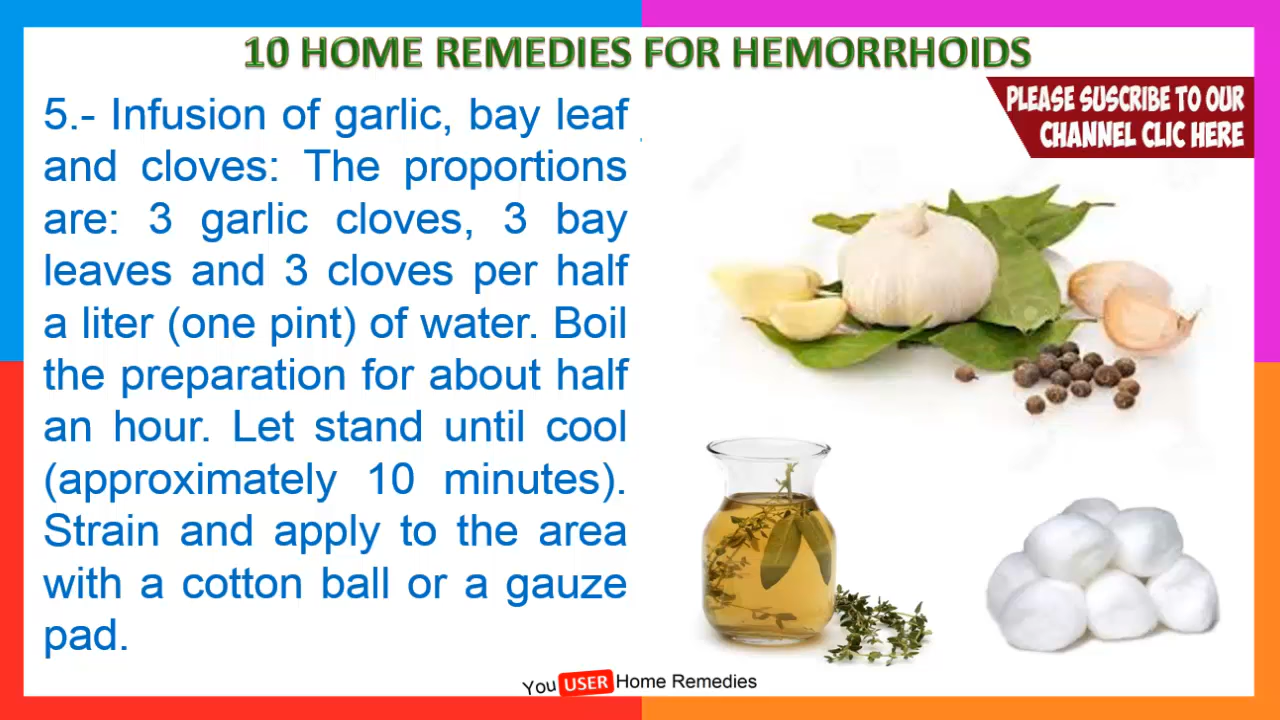 10 HOME REMEDIES FOR HEMORRHOIDS
PLEASE SUSCRIBE TO OUR
CHANNEL CLIC HERE
5.- Infusion of garlic, bay leaf
and cloves: The proportions
are: 3 garlic cloves, 3 bay
leaves and 3 cloves per half
a liter (one pint) of water. Boil
the preparation for about half
an hour. Let stand until cool
(approximately 10 minutes).
Strain and apply to the area
with a cotton ball or a gauze
pad.
You USER Home Remedies